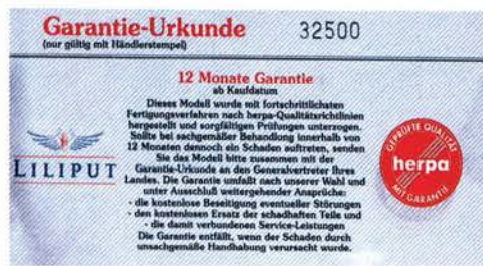 Garantie-Urkunde 32500
(nur gültig mit Händlerstempel)
12 Monate Garantie
ab Kaufdatum
Dieses Modell wurde mit fortschrittlichsten
Fertigungsverfahren nach herpa-Qualitätsrichtlinien
hergestellt und sorgfältigen Prüfungen unterzogen.
Sollte bei sachgemäßer Behandlung innerhalb von
12 Monaten dennoch ein Schaden auftreten, senden
Sie das Modell bitte zusammen mit der
Garantie-Urkunde an den Generalvertreter Ihres
Landes. Die Garantie umfaßt nach unserer Wahl und
unter Ausschluß weitergehender Ansprüche:
- die kostenlose Beseitigung eventueller Störungen
- den kostenlosen Ersatz der schadhaften Teile und
- die damit verbundenen Service-Leistungen
Die Garantie entfällt, wenn der Schaden durch
unsachgemäße Handhabung verursacht wurde.
LILIPUT
GEPRÜFTE QUALITÄT
herpa
MIT GARANTIE